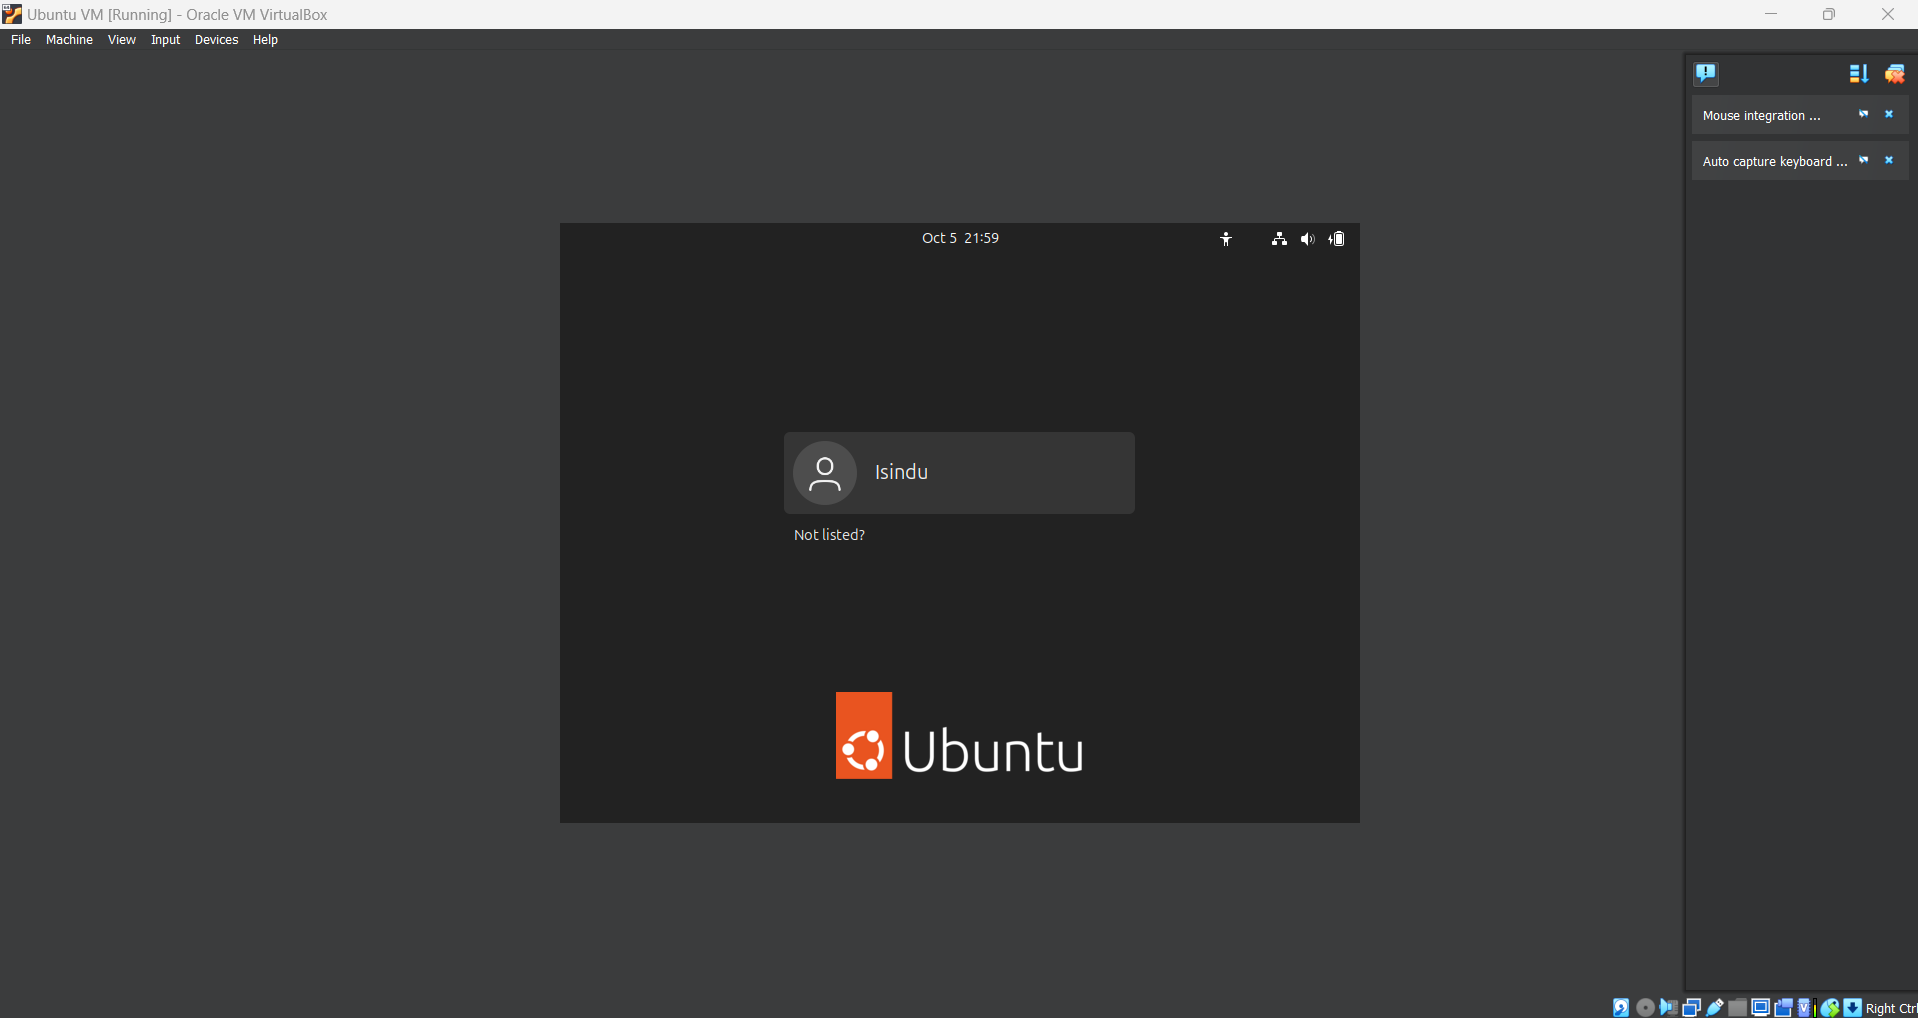 Ubuntu VM [Running] - Oracle VM VirtualBox
File Machine View Input Devices Help
Mouse integration ...
Auto capture keyboard ...
Oct 5 21:59
Isindu
Not listed?
Ubuntu
Right Ctrl